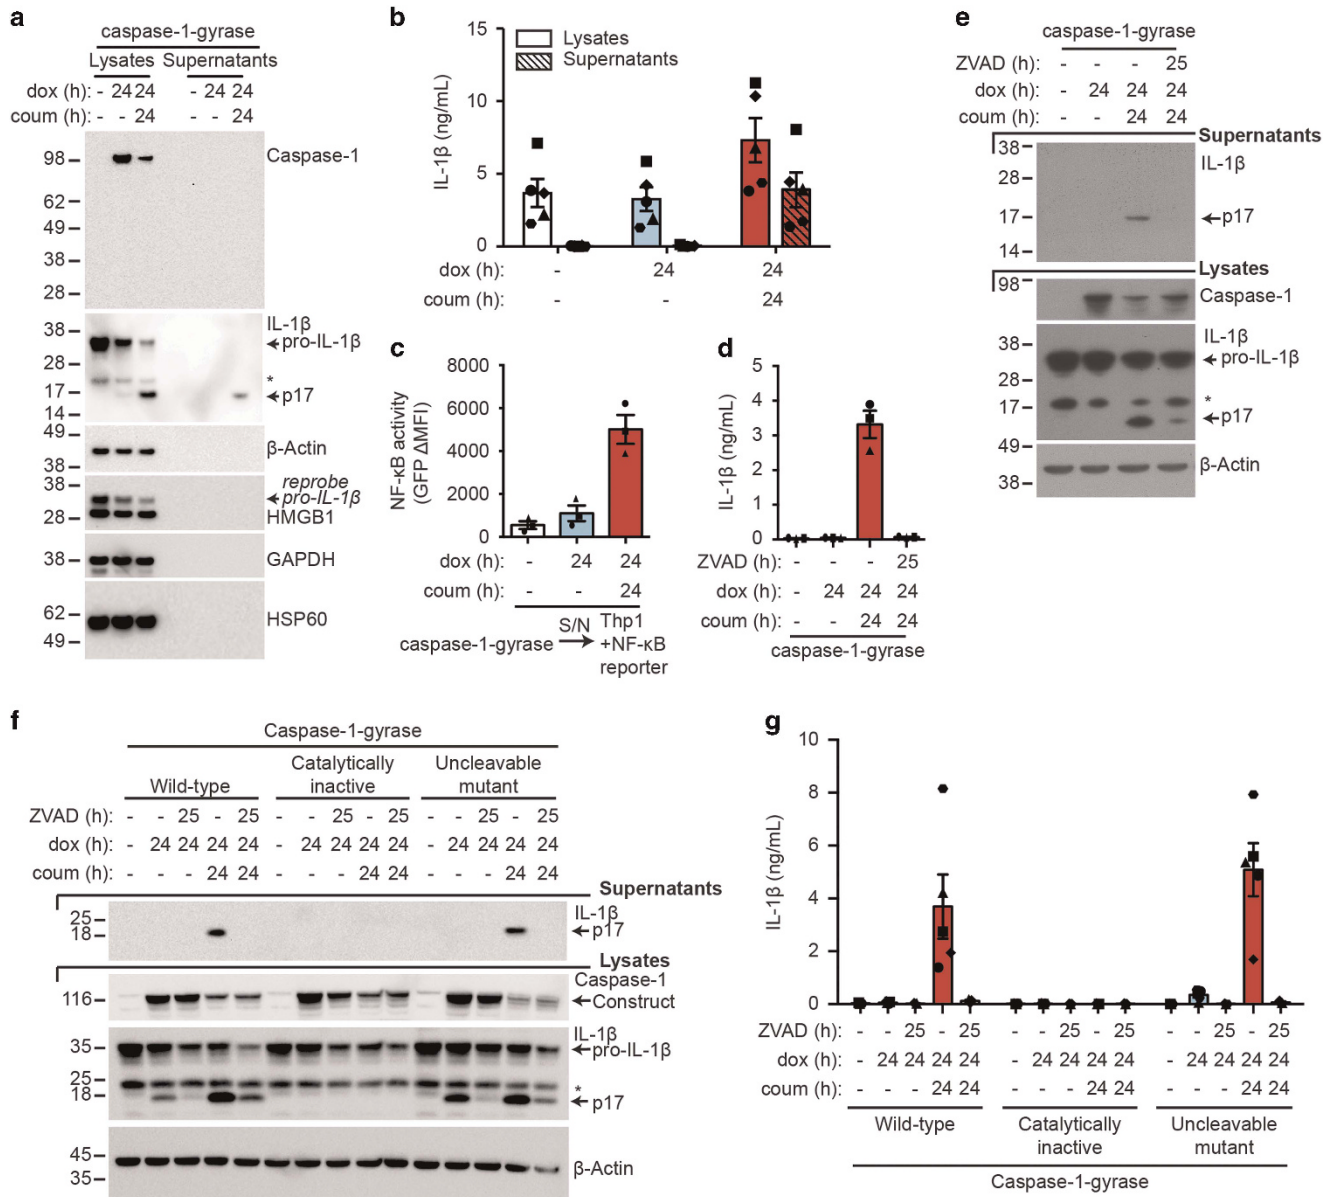 a
caspase-1-gyrase
Lysates Supernatants
dox (h): - 24 24 - 24 24
coum (h): - - 24 - - 24
98
Caspase-1
62
49
38
28
38
IL-1β
pro-IL-1β
*
17
p17
14
49
β-Actin
38
38
reprobe
pro-IL-1β
28
HMGB1
38
GAPDH
62
HSP60
49
b
15
10
5
0
IL-1β (ng/mL)
Lysates
Supernatants
dox (h): - 24 24
coum (h): - - 24
c
8000
6000
4000
2000
0
NF-κB activity
(GFP ΔMFI)
dox (h): - 24 24
coum (h): - - 24
caspase-1-gyrase S/N Thp1
+NF-κB
reporter
d
5
4
3
2
1
0
IL-1β (ng/mL)
ZVAD (h): - - - 25
dox (h): - 24 24 24
coum (h): - - 24 24
caspase-1-gyrase
e
caspase-1-gyrase
ZVAD (h): - - - 25
dox (h): - 24 24 24
coum (h): - - 24 24
Supernatants
38
IL-1β
28
17
p17
14
Lysates
98
Caspase-1
IL-1β
38
pro-IL-1β
28
17
*
p17
49
β-Actin
38
f
Caspase-1-gyrase
Wild-type
Catalytically
inactive
Uncleavable
mutant
ZVAD (h): - - 25 - 25 - - 25 - 25 - - 25 - 25
dox (h): - 24 24 24 24 - 24 24 24 24 - 24 24 24 24
coum (h): - - - 24 24 - - - 24 24 - - - 24 24
Supernatants
25
IL-1β
18
p17
Lysates
Caspase-1
116
Construct
IL-1β
35
pro-IL-1β
25
*
18
p17
45
β-Actin
35
g
10
8
6
4
2
0
IL-1β (ng/mL)
ZVAD (h): - - 25 - 25 - - 25 - 25 - - 25 - 25
dox (h): - 24 24 24 24 - 24 24 24 24 - 24 24 24 24
coum (h): - - - 24 24 - - - 24 24 - - - 24 24
Wild-type
Catalytically
inactive
Uncleavable
mutant
Caspase-1-gyrase